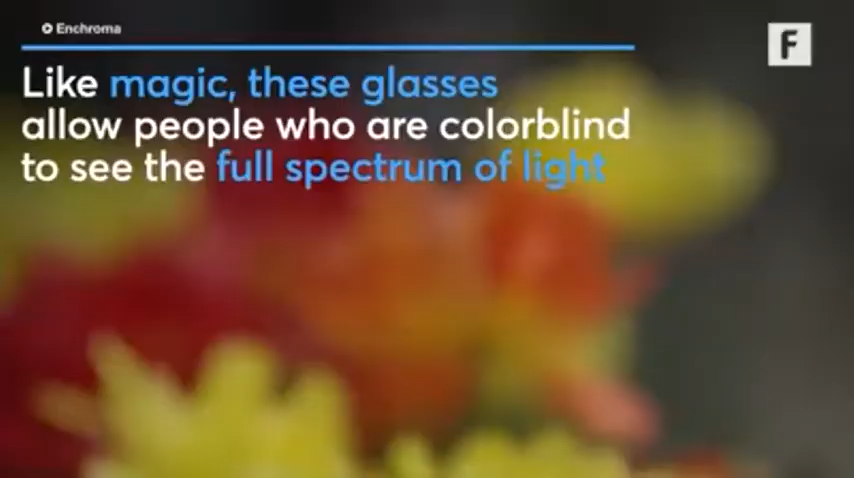 Enchroma
F
Like magic, these glasses
allow people who are colorblind
to see the full spectrum of light